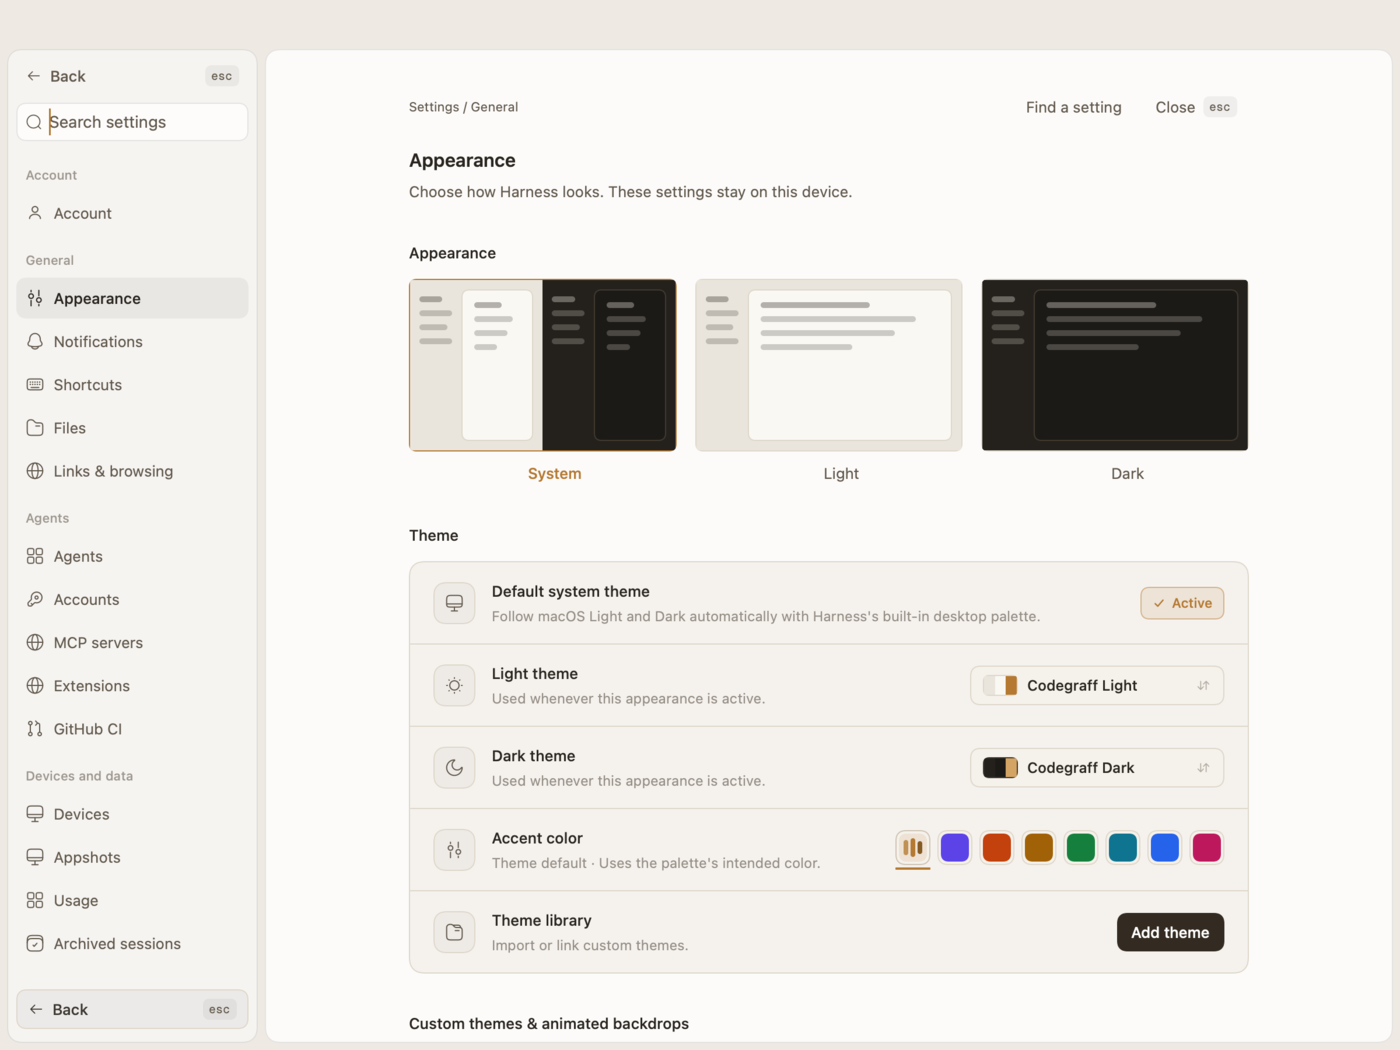 Back esc
Search settings
Account
Account
General
Appearance
Notifications
Shortcuts
Files
Links & browsing
Agents
Agents
Accounts
MCP servers
Extensions
GitHub CI
Devices and data
Devices
Appshots
Usage
Archived sessions
Back esc
Settings / General
Find a setting
Close esc
Appearance
Choose how Harness looks. These settings stay on this device.
Appearance
System
Light
Dark
Theme
Default system theme
Follow macOS Light and Dark automatically with Harness's built-in desktop palette.
Active
Light theme
Used whenever this appearance is active.
Codegraff Light
Dark theme
Used whenever this appearance is active.
Codegraff Dark
Accent color
Theme default · Uses the palette's intended color.
Theme library
Import or link custom themes.
Add theme
Custom themes & animated backdrops